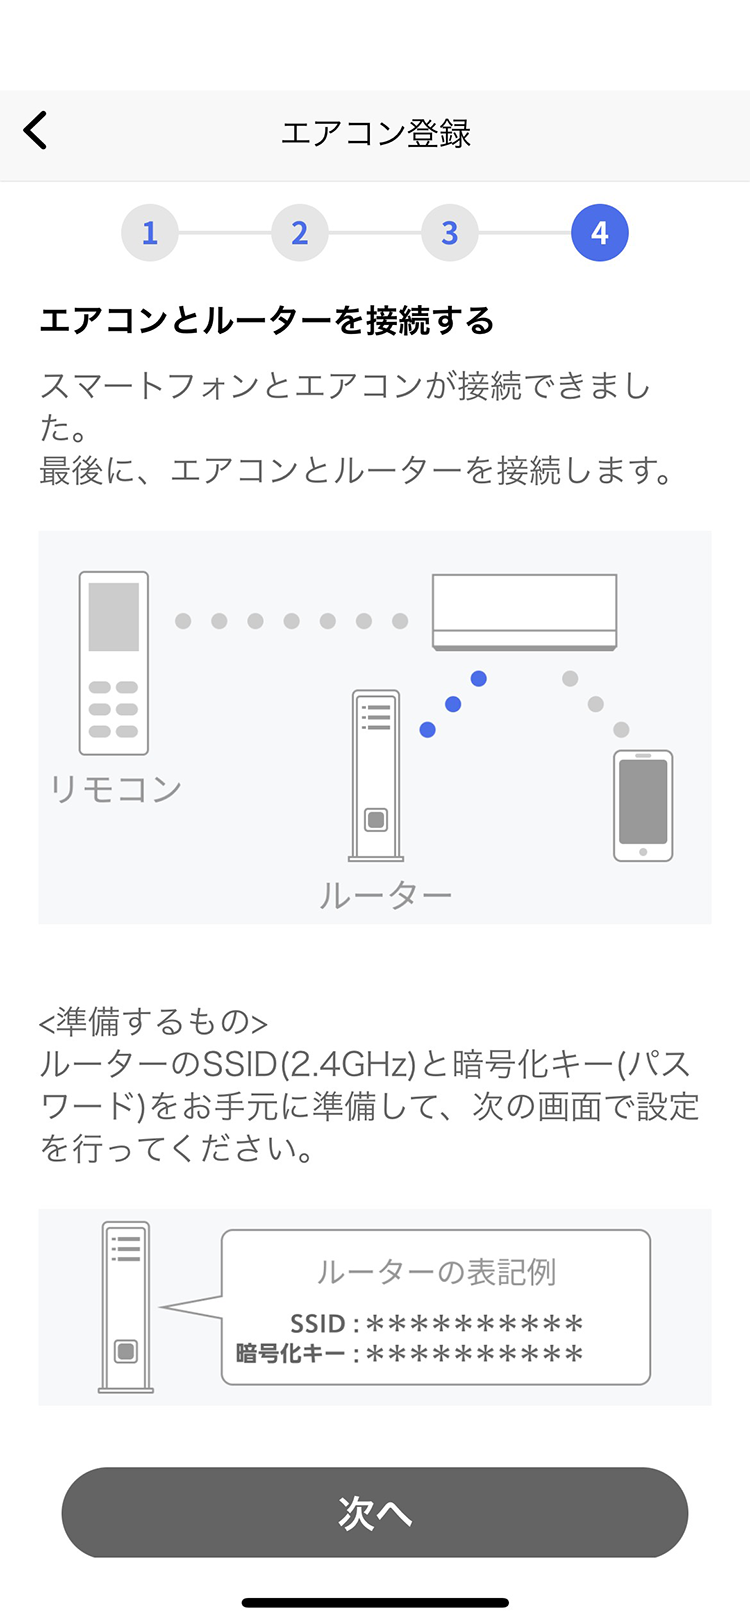 エアコン登録
1 2 3 4
エアコンとルーターを接続する
スマートフォンとエアコンが接続できまし
た。
最後に、エアコンとルーターを接続します。
リモコン
ルーター
<準備するもの>
ルーターのSSID(2.4GHz)と暗号化キー(パス
ワード)をお手元に準備して、次の画面で設定
を行ってください。
ルーターの表記例
SSID : **********
暗号化キー : **********
次へ